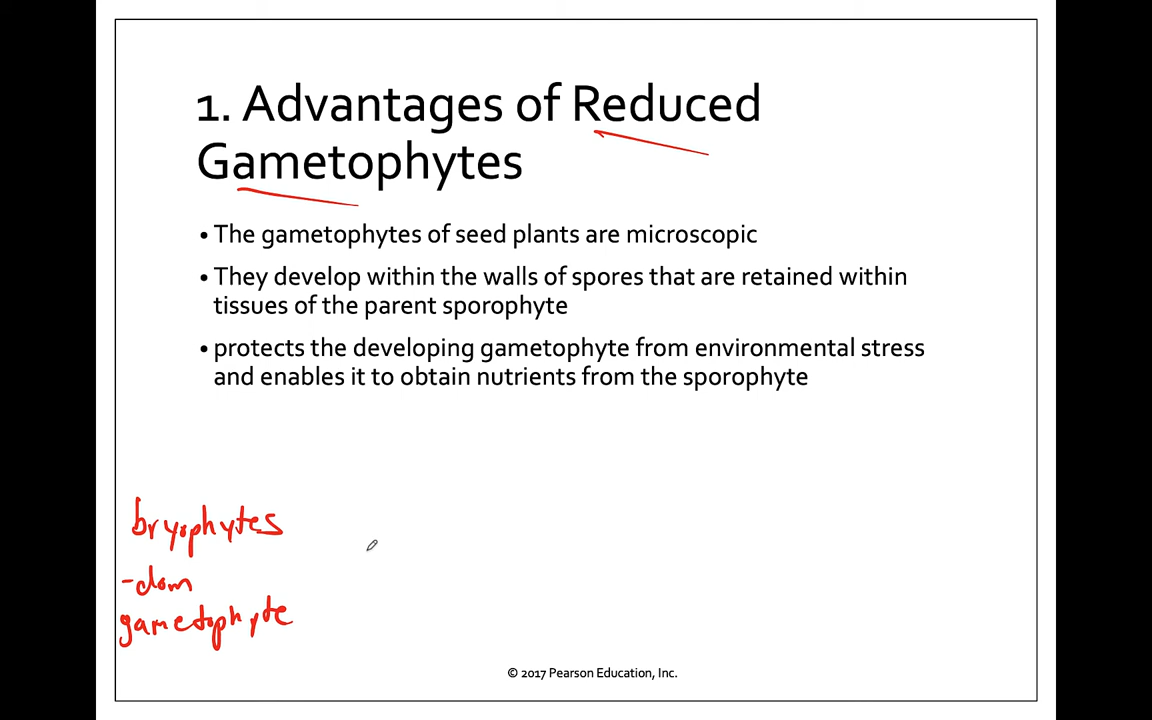 1. Advantages of Reduced
Gametophytes
• The gametophytes of seed plants are microscopic
• They develop within the walls of spores that are retained within
tissues of the parent sporophyte
• protects the developing gametophyte from environmental stress
and enables it to obtain nutrients from the sporophyte
bryophytes
-dom
gametophyte
© 2017 Pearson Education, Inc.